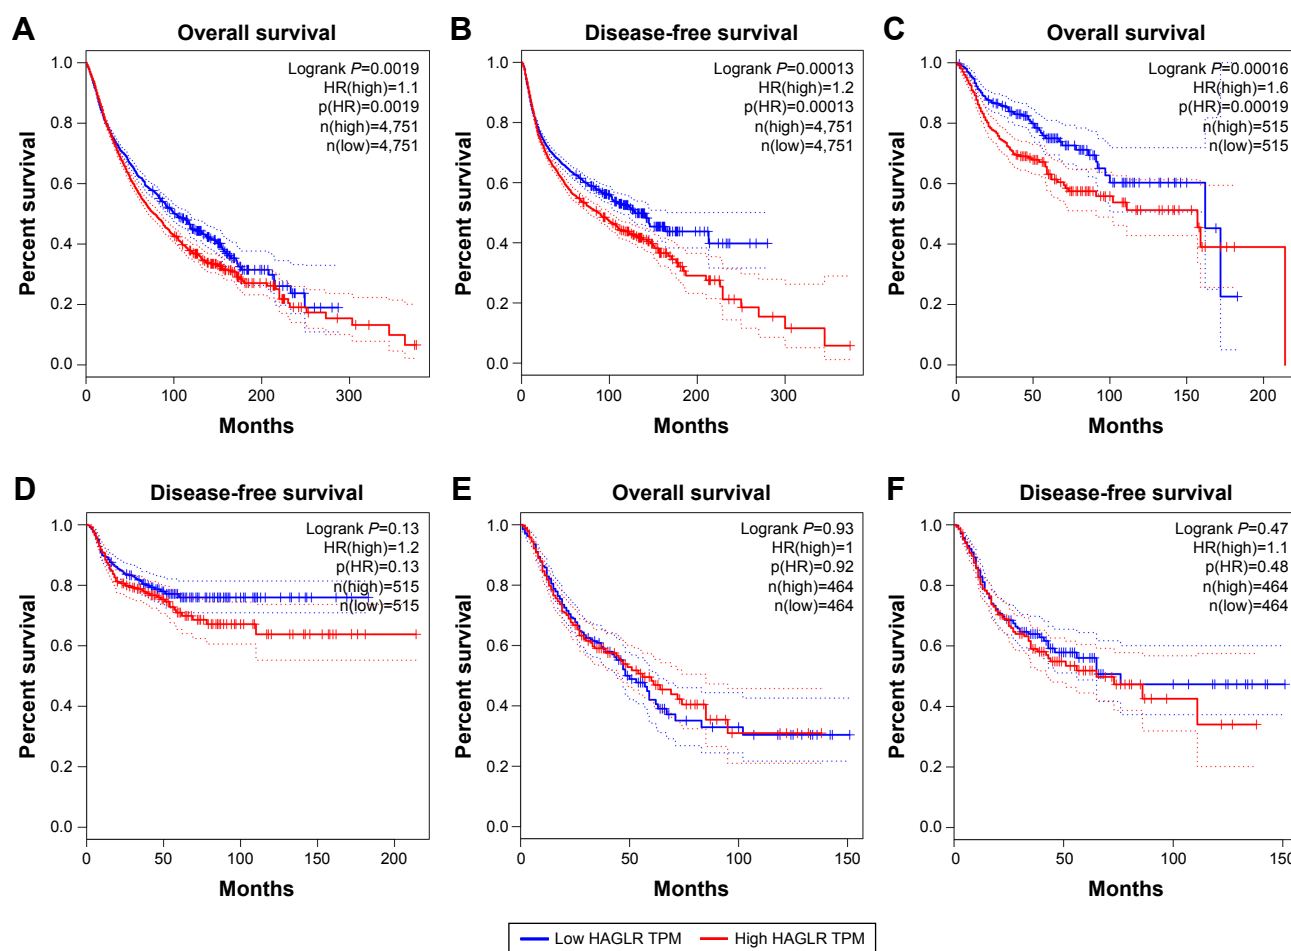 A
Overall survival
Logrank P=0.0019
HR(high)=1.1
p(HR)=0.0019
n(high)=4,751
n(low)=4,751
Percent survival
1.0
0.8
0.6
0.4
0.2
0.0
0 100 200 300
Months
B
Disease-free survival
Logrank P=0.00013
HR(high)=1.2
p(HR)=0.00013
n(high)=4,751
n(low)=4,751
Percent survival
1.0
0.8
0.6
0.4
0.2
0.0
0 100 200 300
Months
C
Overall survival
Logrank P=0.00016
HR(high)=1.6
p(HR)=0.00019
n(high)=515
n(low)=515
Percent survival
1.0
0.8
0.6
0.4
0.2
0.0
0 50 100 150 200
Months
D
Disease-free survival
Logrank P=0.13
HR(high)=1.2
p(HR)=0.13
n(high)=515
n(low)=515
Percent survival
1.0
0.8
0.6
0.4
0.2
0.0
0 50 100 150 200
Months
E
Overall survival
Logrank P=0.93
HR(high)=1
p(HR)=0.92
n(high)=464
n(low)=464
Percent survival
1.0
0.8
0.6
0.4
0.2
0.0
0 50 100 150
Months
F
Disease-free survival
Logrank P=0.47
HR(high)=1.1
p(HR)=0.48
n(high)=464
n(low)=464
Percent survival
1.0
0.8
0.6
0.4
0.2
0.0
0 50 100 150
Months
Low HAGLR TPM High HAGLR TPM